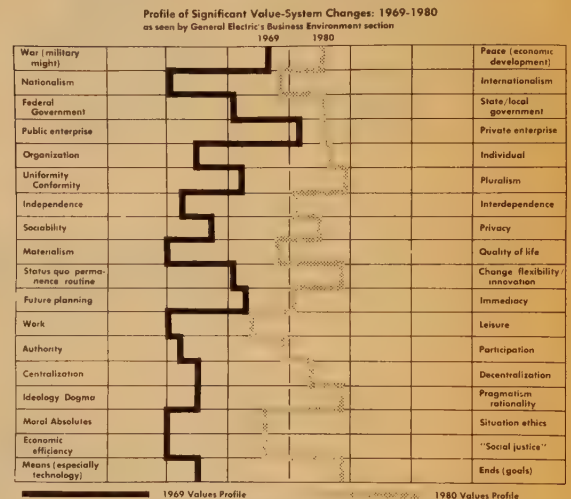 Profile of Significant Value-System Changes: 1969-1980
as seen by General Electric's Business Environment section
1969 1980
War (military might) Peace (economic development)
Nationalism Internationalism
Federal Government State/local government
Public enterprise Private enterprise
Organization Individual
Uniformity Conformity Pluralism
Independence Interdependence
Sociability Privacy
Materialism Quality of life
Status quo permanence routine Change flexibility/innovation
Future planning Immediacy
Work Leisure
Authority Participation
Centralization Decentralization
Ideology Dogma Pragmatism rationality
Moral Absolutes Situation ethics
Economic efficiency "Social justice"
Means (especially technology) Ends (goals)
1969 Values Profile 1980 Values Profile